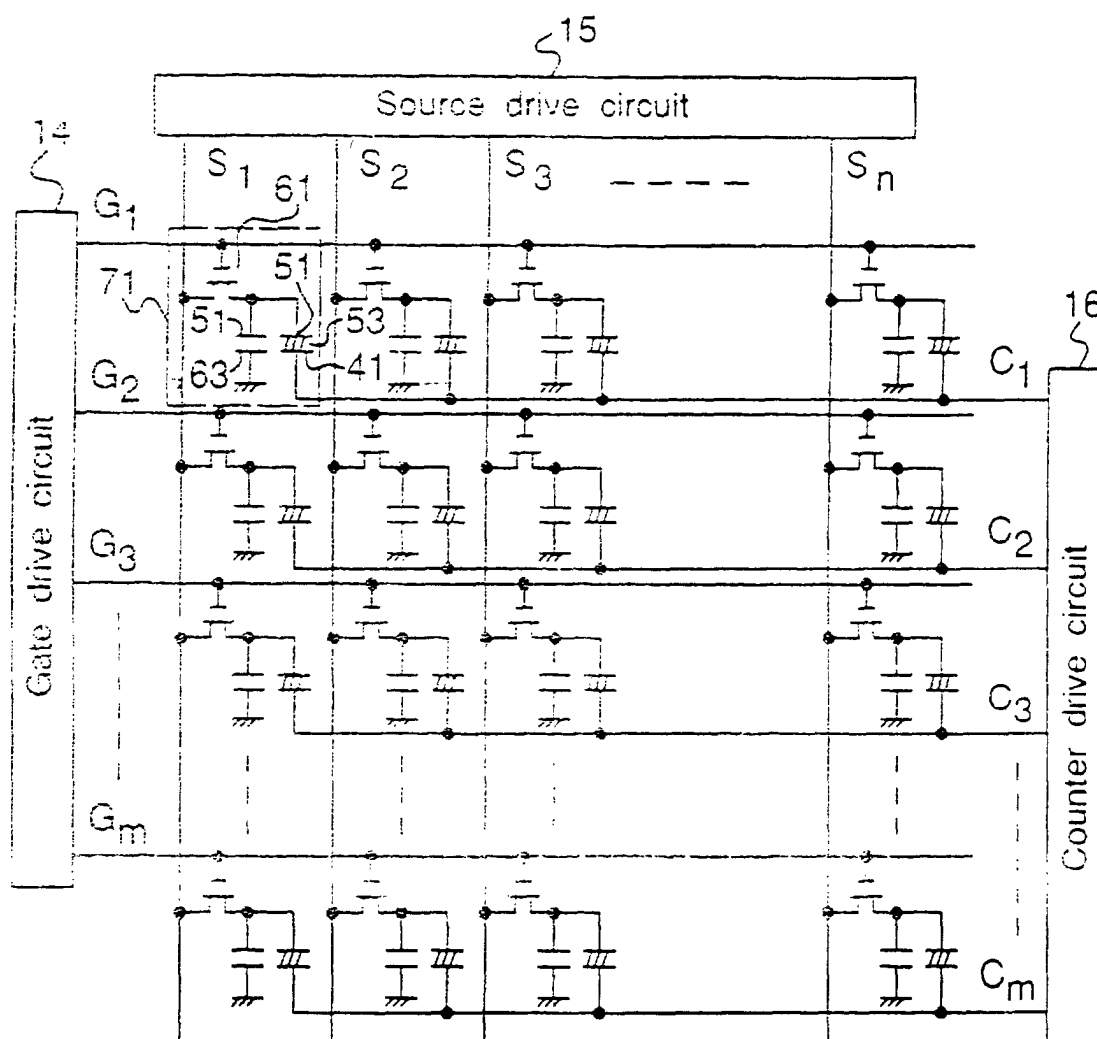 15
Source drive circuit
14
S1 S2 S3 Sn
G1
61
71
51
51
53
16
63
41
C1
G2
Gate drive circuit
C2
G3
C3
Counter drive circuit
Gm
Cm